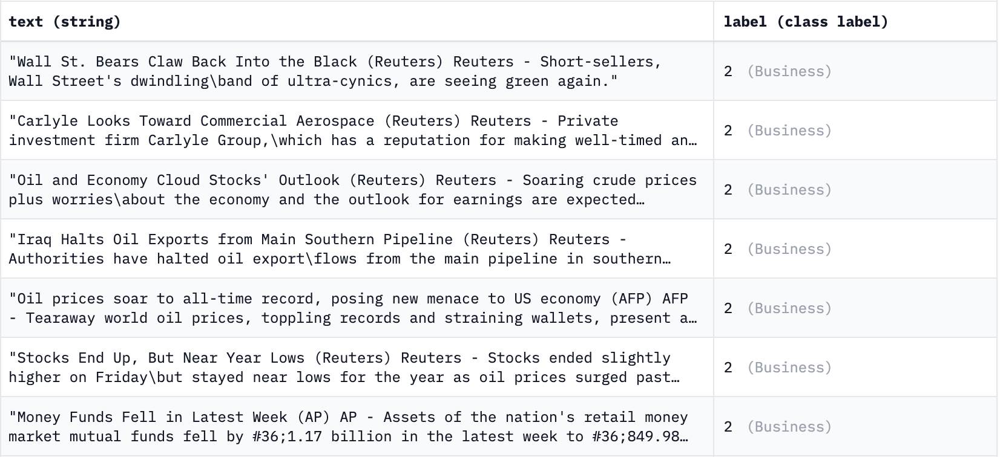 text (string)
label (class label)
"Wall St. Bears Claw Back Into the Black (Reuters) Reuters - Short-sellers,
Wall Street's dwindling\band of ultra-cynics, are seeing green again."
2 (Business)
"Carlyle Looks Toward Commercial Aerospace (Reuters) Reuters - Private
investment firm Carlyle Group,\which has a reputation for making well-timed an…
2 (Business)
"Oil and Economy Cloud Stocks' Outlook (Reuters) Reuters - Soaring crude prices
plus worries\about the economy and the outlook for earnings are expected…
2 (Business)
"Iraq Halts Oil Exports from Main Southern Pipeline (Reuters) Reuters -
Authorities have halted oil export\flows from the main pipeline in southern…
2 (Business)
"Oil prices soar to all-time record, posing new menace to US economy (AFP) AFP
- Tearaway world oil prices, toppling records and straining wallets, present a…
2 (Business)
"Stocks End Up, But Near Year Lows (Reuters) Reuters - Stocks ended slightly
higher on Friday\but stayed near lows for the year as oil prices surged past…
2 (Business)
"Money Funds Fell in Latest Week (AP) AP - Assets of the nation's retail money
market mutual funds fell by #36;1.17 billion in the latest week to #36;849.98…
2 (Business)